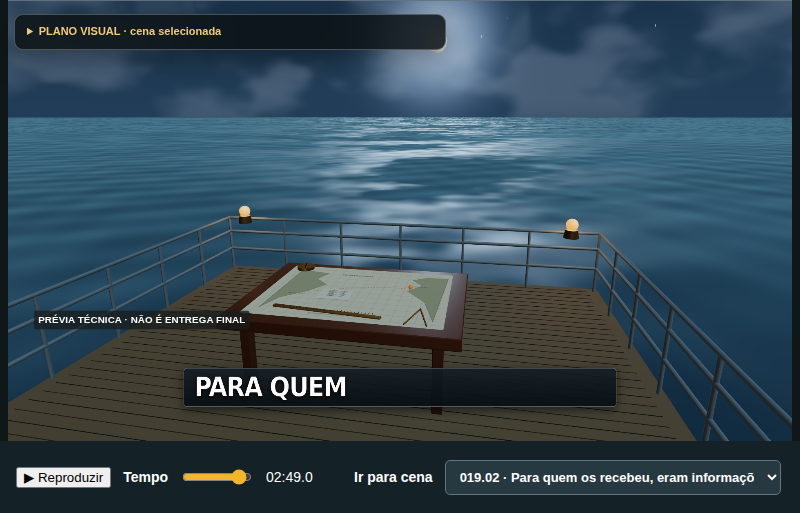 ▶ PLANO VISUAL · cena selecionada
PRÉVIA TÉCNICA · NÃO É ENTREGA FINAL
PARA QUEM
▶ Reproduzir Tempo 02:49.0 Ir para cena 019.02 · Para quem os recebeu, eram informaçõ